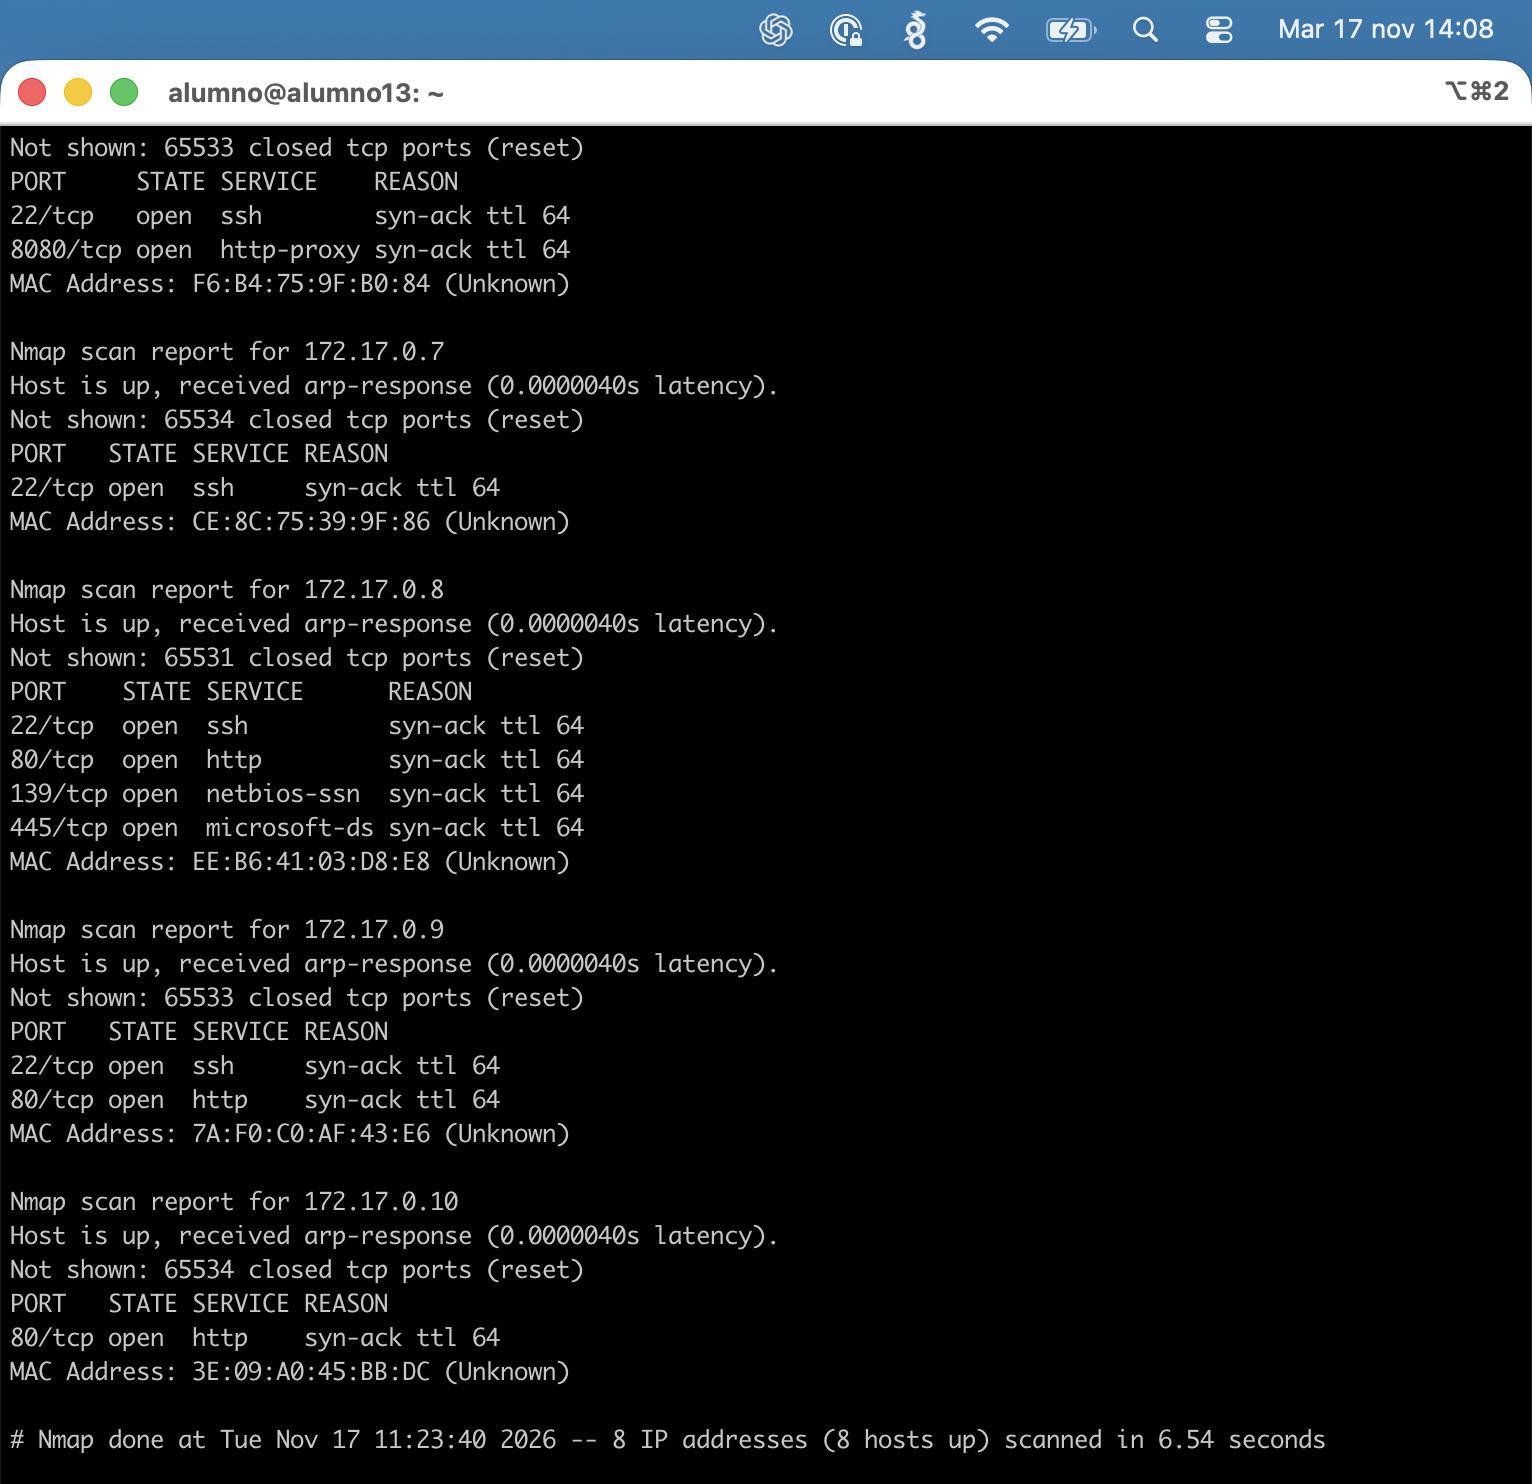 Mar 17 nov 14:08
alumno@alumno13: ~
⌥⌘2
Not shown: 65533 closed tcp ports (reset)
PORT     STATE SERVICE    REASON
22/tcp   open  ssh        syn-ack ttl 64
8080/tcp open  http-proxy syn-ack ttl 64
MAC Address: F6:B4:75:9F:B0:84 (Unknown)

Nmap scan report for 172.17.0.7
Host is up, received arp-response (0.0000040s latency).
Not shown: 65534 closed tcp ports (reset)
PORT   STATE SERVICE REASON
22/tcp open  ssh     syn-ack ttl 64
MAC Address: CE:8C:75:39:9F:86 (Unknown)

Nmap scan report for 172.17.0.8
Host is up, received arp-response (0.0000040s latency).
Not shown: 65531 closed tcp ports (reset)
PORT    STATE SERVICE      REASON
22/tcp  open  ssh          syn-ack ttl 64
80/tcp  open  http         syn-ack ttl 64
139/tcp open  netbios-ssn  syn-ack ttl 64
445/tcp open  microsoft-ds syn-ack ttl 64
MAC Address: EE:B6:41:03:D8:E8 (Unknown)

Nmap scan report for 172.17.0.9
Host is up, received arp-response (0.0000040s latency).
Not shown: 65533 closed tcp ports (reset)
PORT   STATE SERVICE REASON
22/tcp open  ssh     syn-ack ttl 64
80/tcp open  http    syn-ack ttl 64
MAC Address: 7A:F0:C0:AF:43:E6 (Unknown)

Nmap scan report for 172.17.0.10
Host is up, received arp-response (0.0000040s latency).
Not shown: 65534 closed tcp ports (reset)
PORT   STATE SERVICE REASON
80/tcp open  http    syn-ack ttl 64
MAC Address: 3E:09:A0:45:BB:DC (Unknown)

# Nmap done at Tue Nov 17 11:23:40 2026 -- 8 IP addresses (8 hosts up) scanned in 6.54 seconds